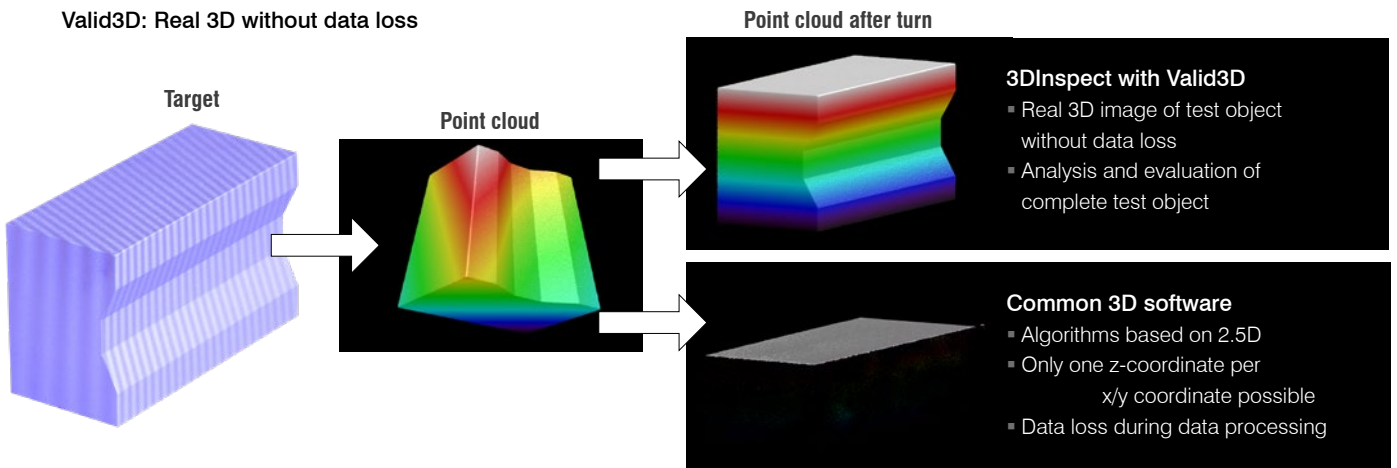 Valid3D: Real 3D without data loss
Target
Point cloud
Point cloud after turn
3DInspect with Valid3D
▪ Real 3D image of test object
without data loss
▪ Analysis and evaluation of
complete test object
Common 3D software
▪ Algorithms based on 2.5D
▪ Only one z-coordinate per
x/y coordinate possible
▪ Data loss during data processing